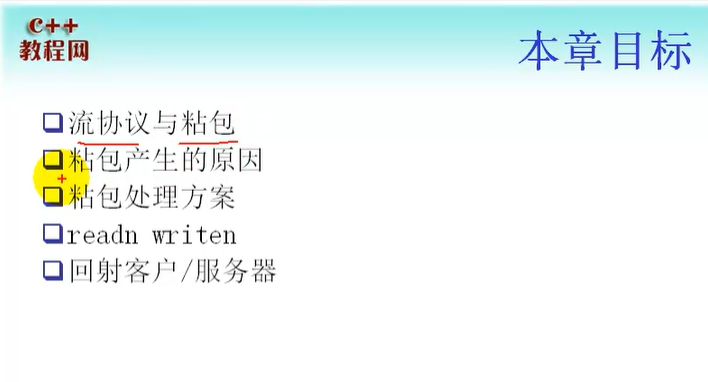 c++
教程网
本章目标
流协议与粘包
粘包产生的原因
粘包处理方案
readn writen
回射客户/服务器